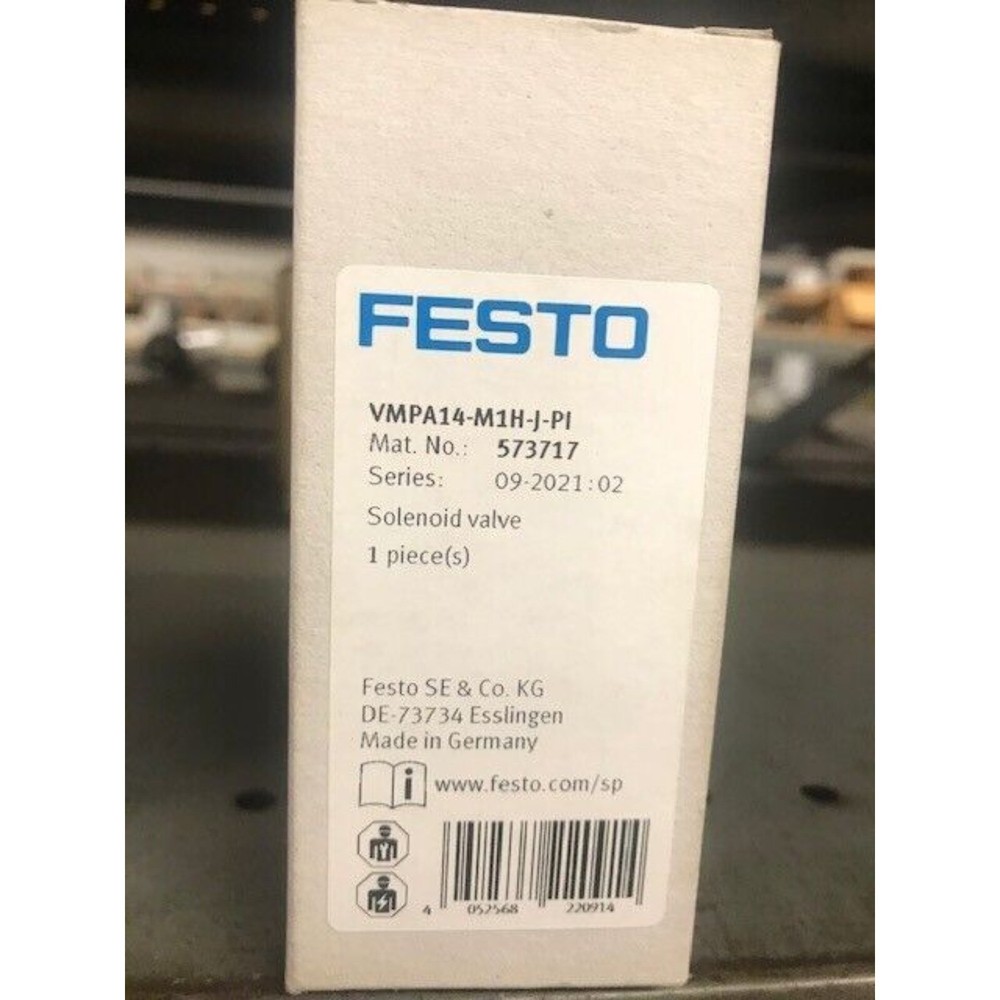 FESTO
VMPA14-M1H-J-PI
Mat. No.: 573717
Series: 09-2021:02
Solenoid valve
1 piece(s)
Festo SE & Co. KG
DE-73734 Esslingen
Made in Germany
i www.festo.com/sp
4 052568 220914